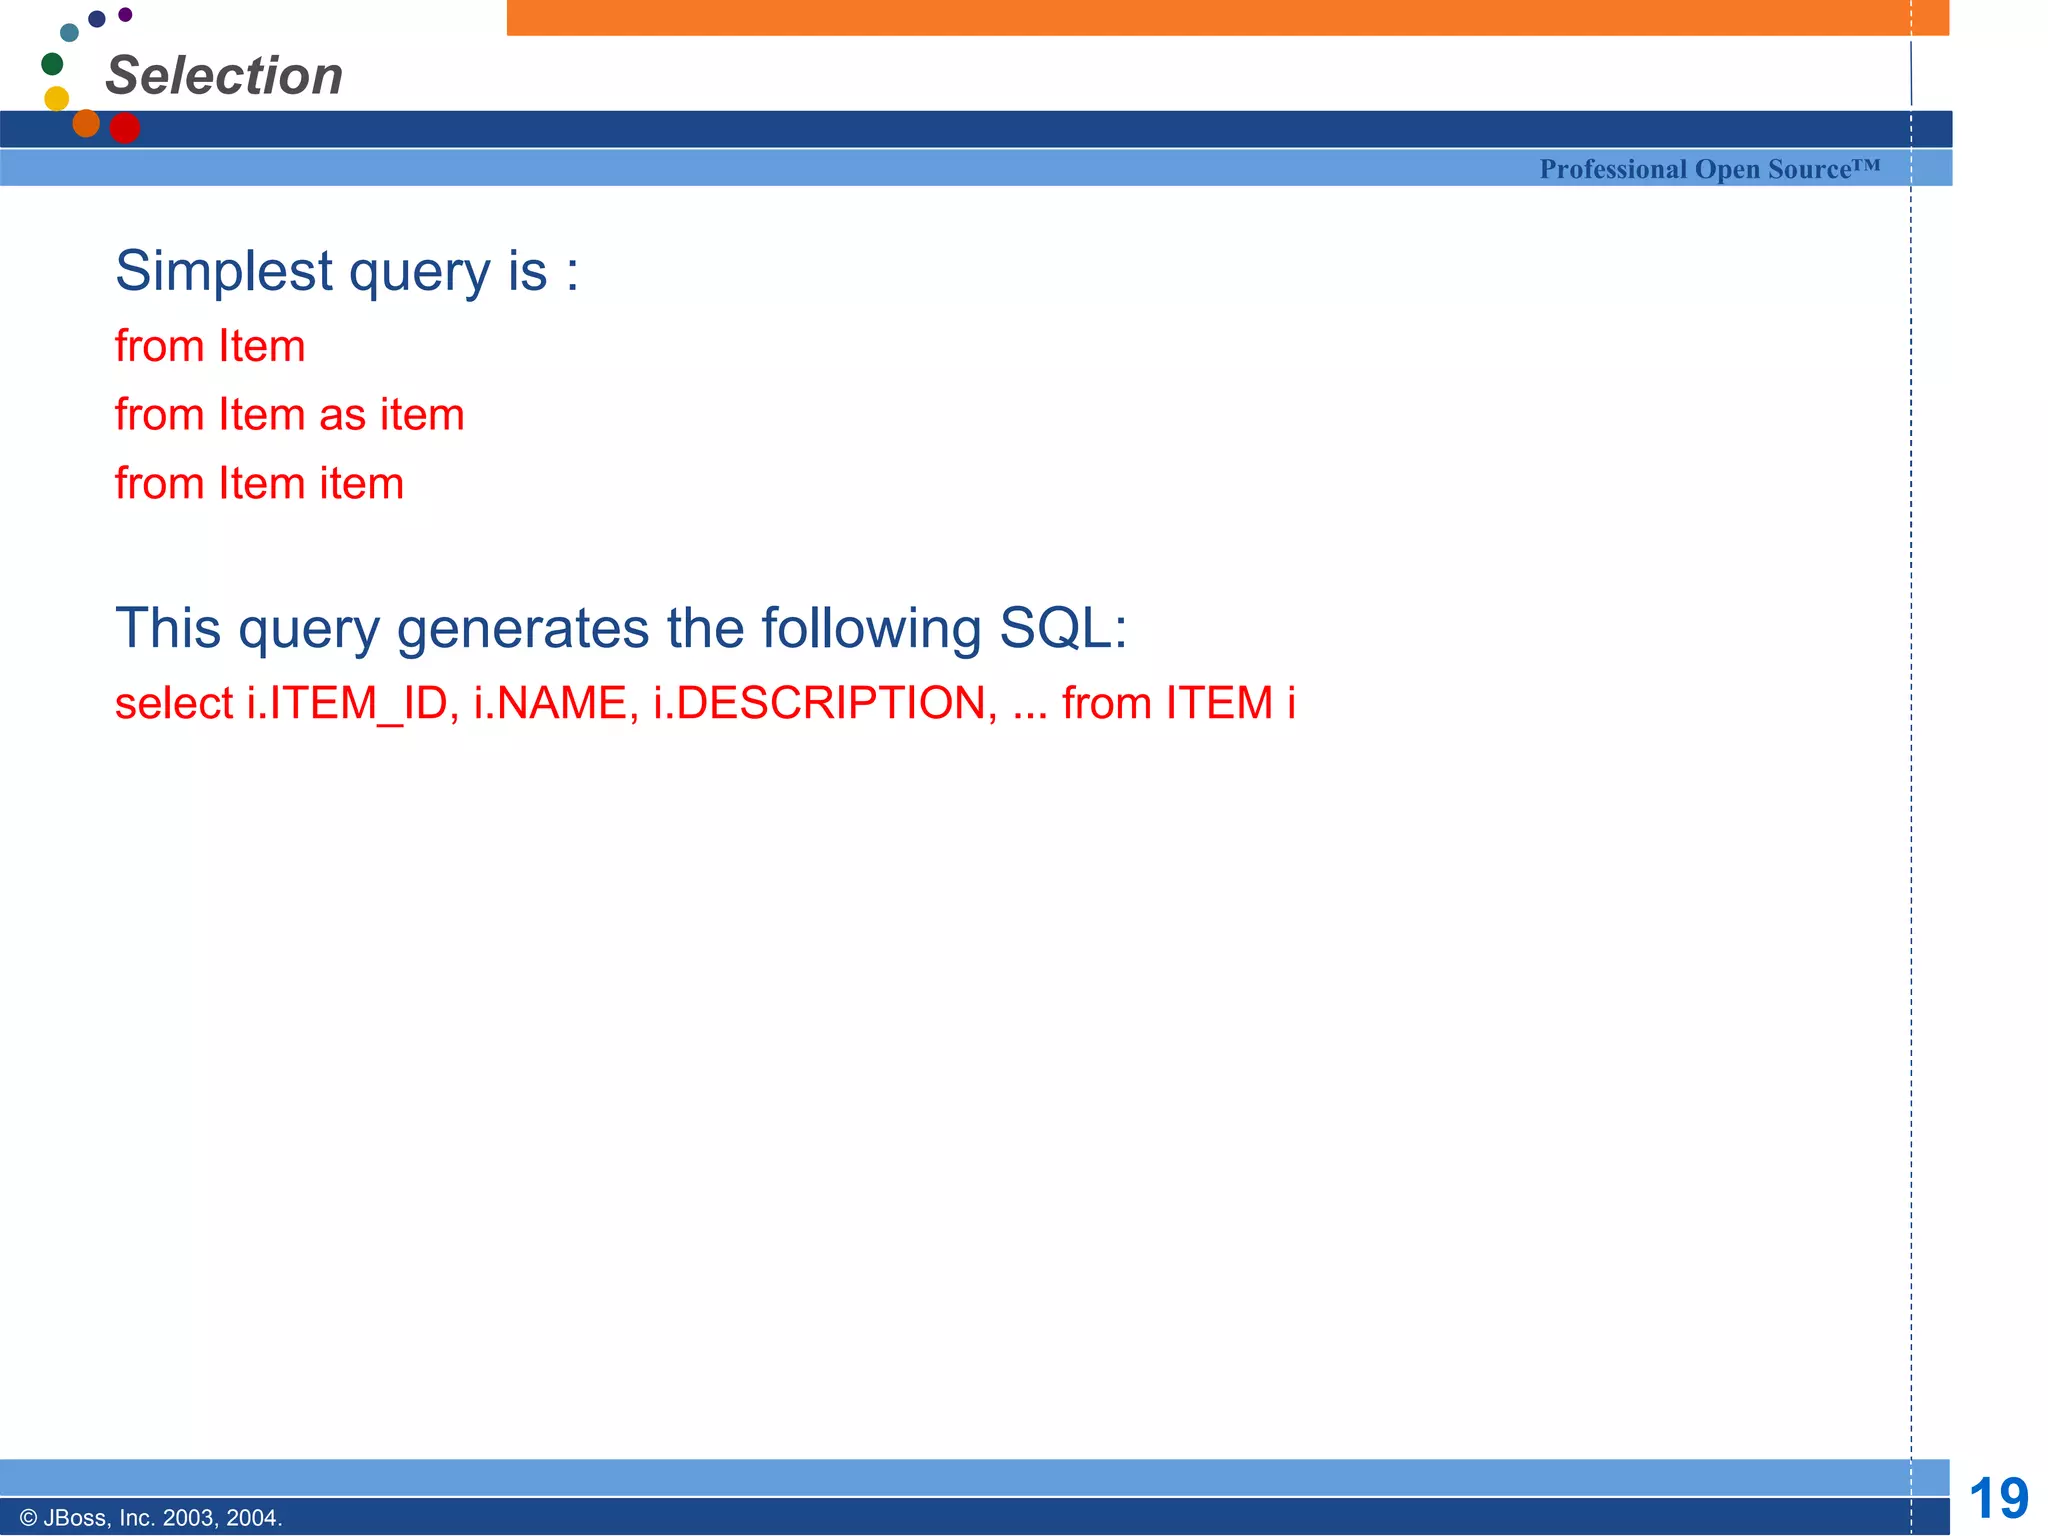 Selection
Professional Open Source™
Simplest query is :
from Item
from Item as item
from Item item
This query generates the following SQL:
select i.ITEM_ID, i.NAME, i.DESCRIPTION, ... from ITEM i
© JBoss, Inc. 2003, 2004.
19